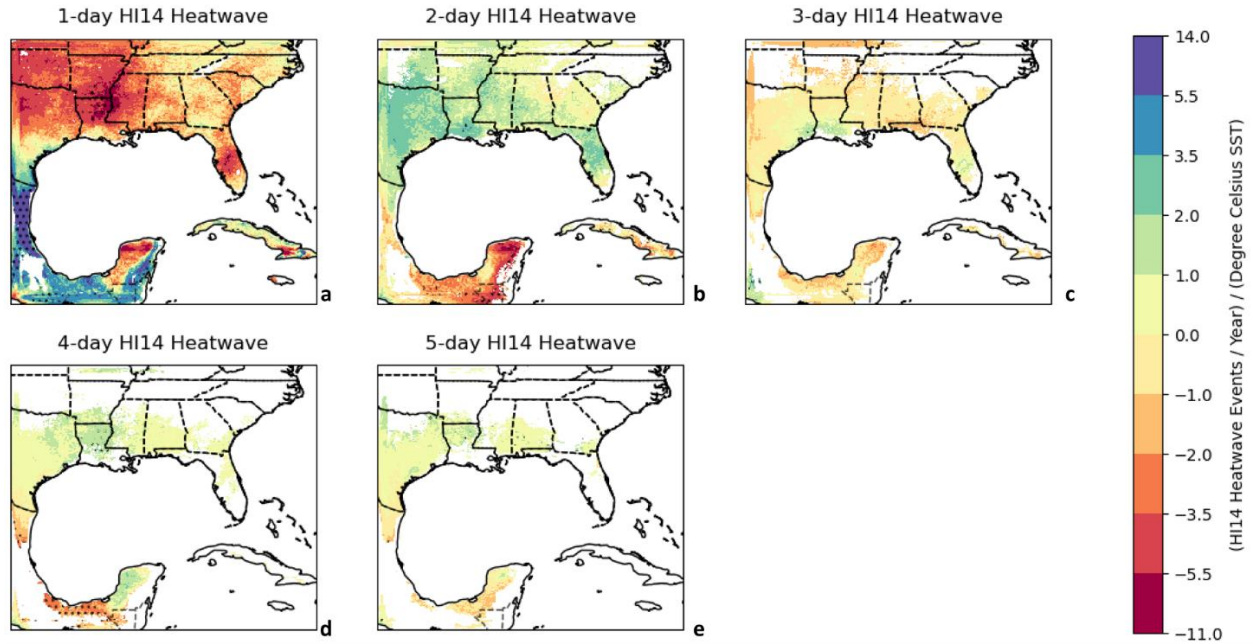 1-day HI14 Heatwave
2-day HI14 Heatwave
3-day HI14 Heatwave
a
b
c
4-day HI14 Heatwave
5-day HI14 Heatwave
d
e
14.0
5.5
3.5
2.0
1.0
0.0
−1.0
−2.0
−3.5
−5.5
−11.0
(HI14 Heatwave Events / Year) / (Degree Celsius SST)